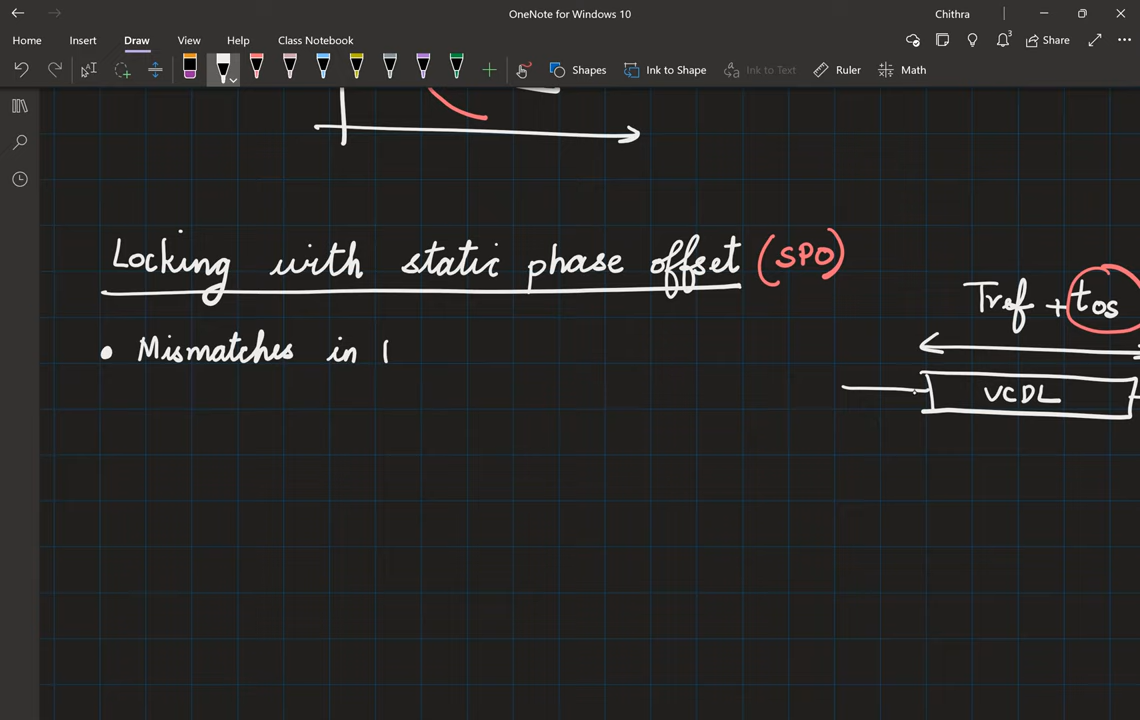 OneNote for Windows 10
Chithra
Home Insert Draw View Help Class Notebook
Share
Shapes Ink to Shape Ink to Text Ruler Math
Locking with static phase offset (SPO)
Tref + tos
• Mismatches in
VCDL